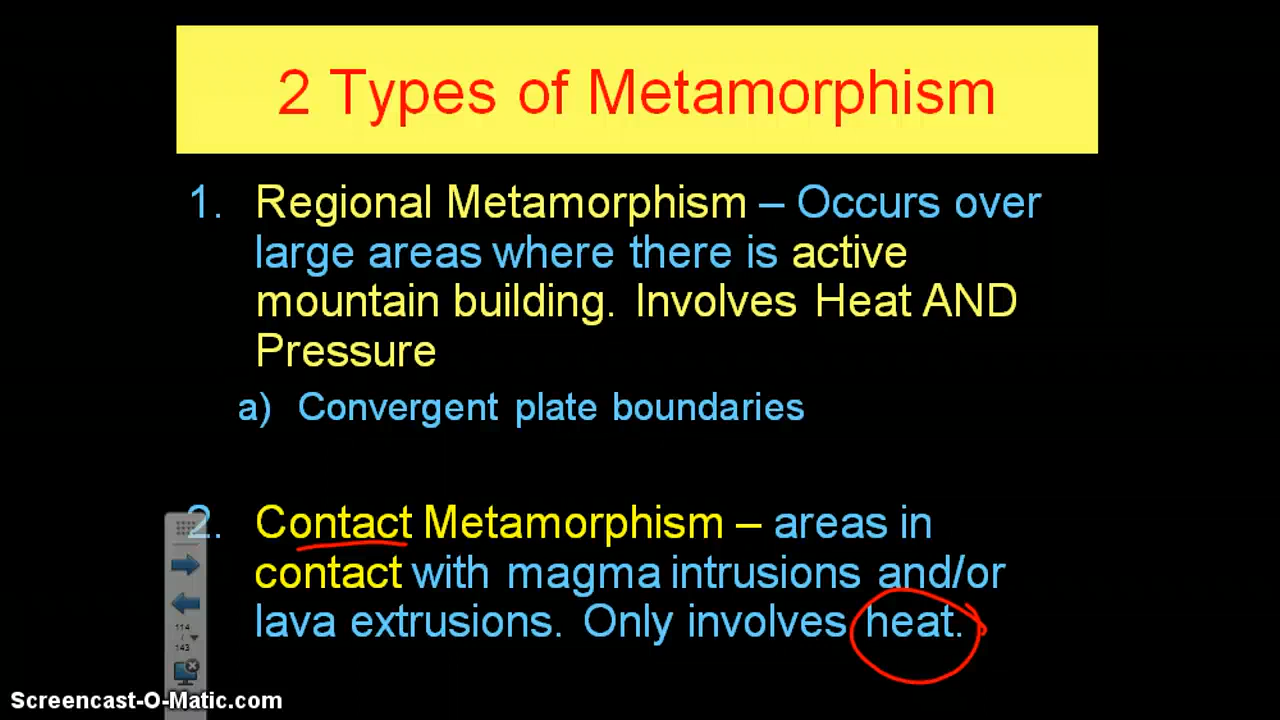 2 Types of Metamorphism
1. Regional Metamorphism – Occurs over
large areas where there is active
mountain building. Involves Heat AND
Pressure
a) Convergent plate boundaries
2. Contact Metamorphism – areas in
contact with magma intrusions and/or
lava extrusions. Only involves heat.
114
/
143
Screencast-O-Matic.com